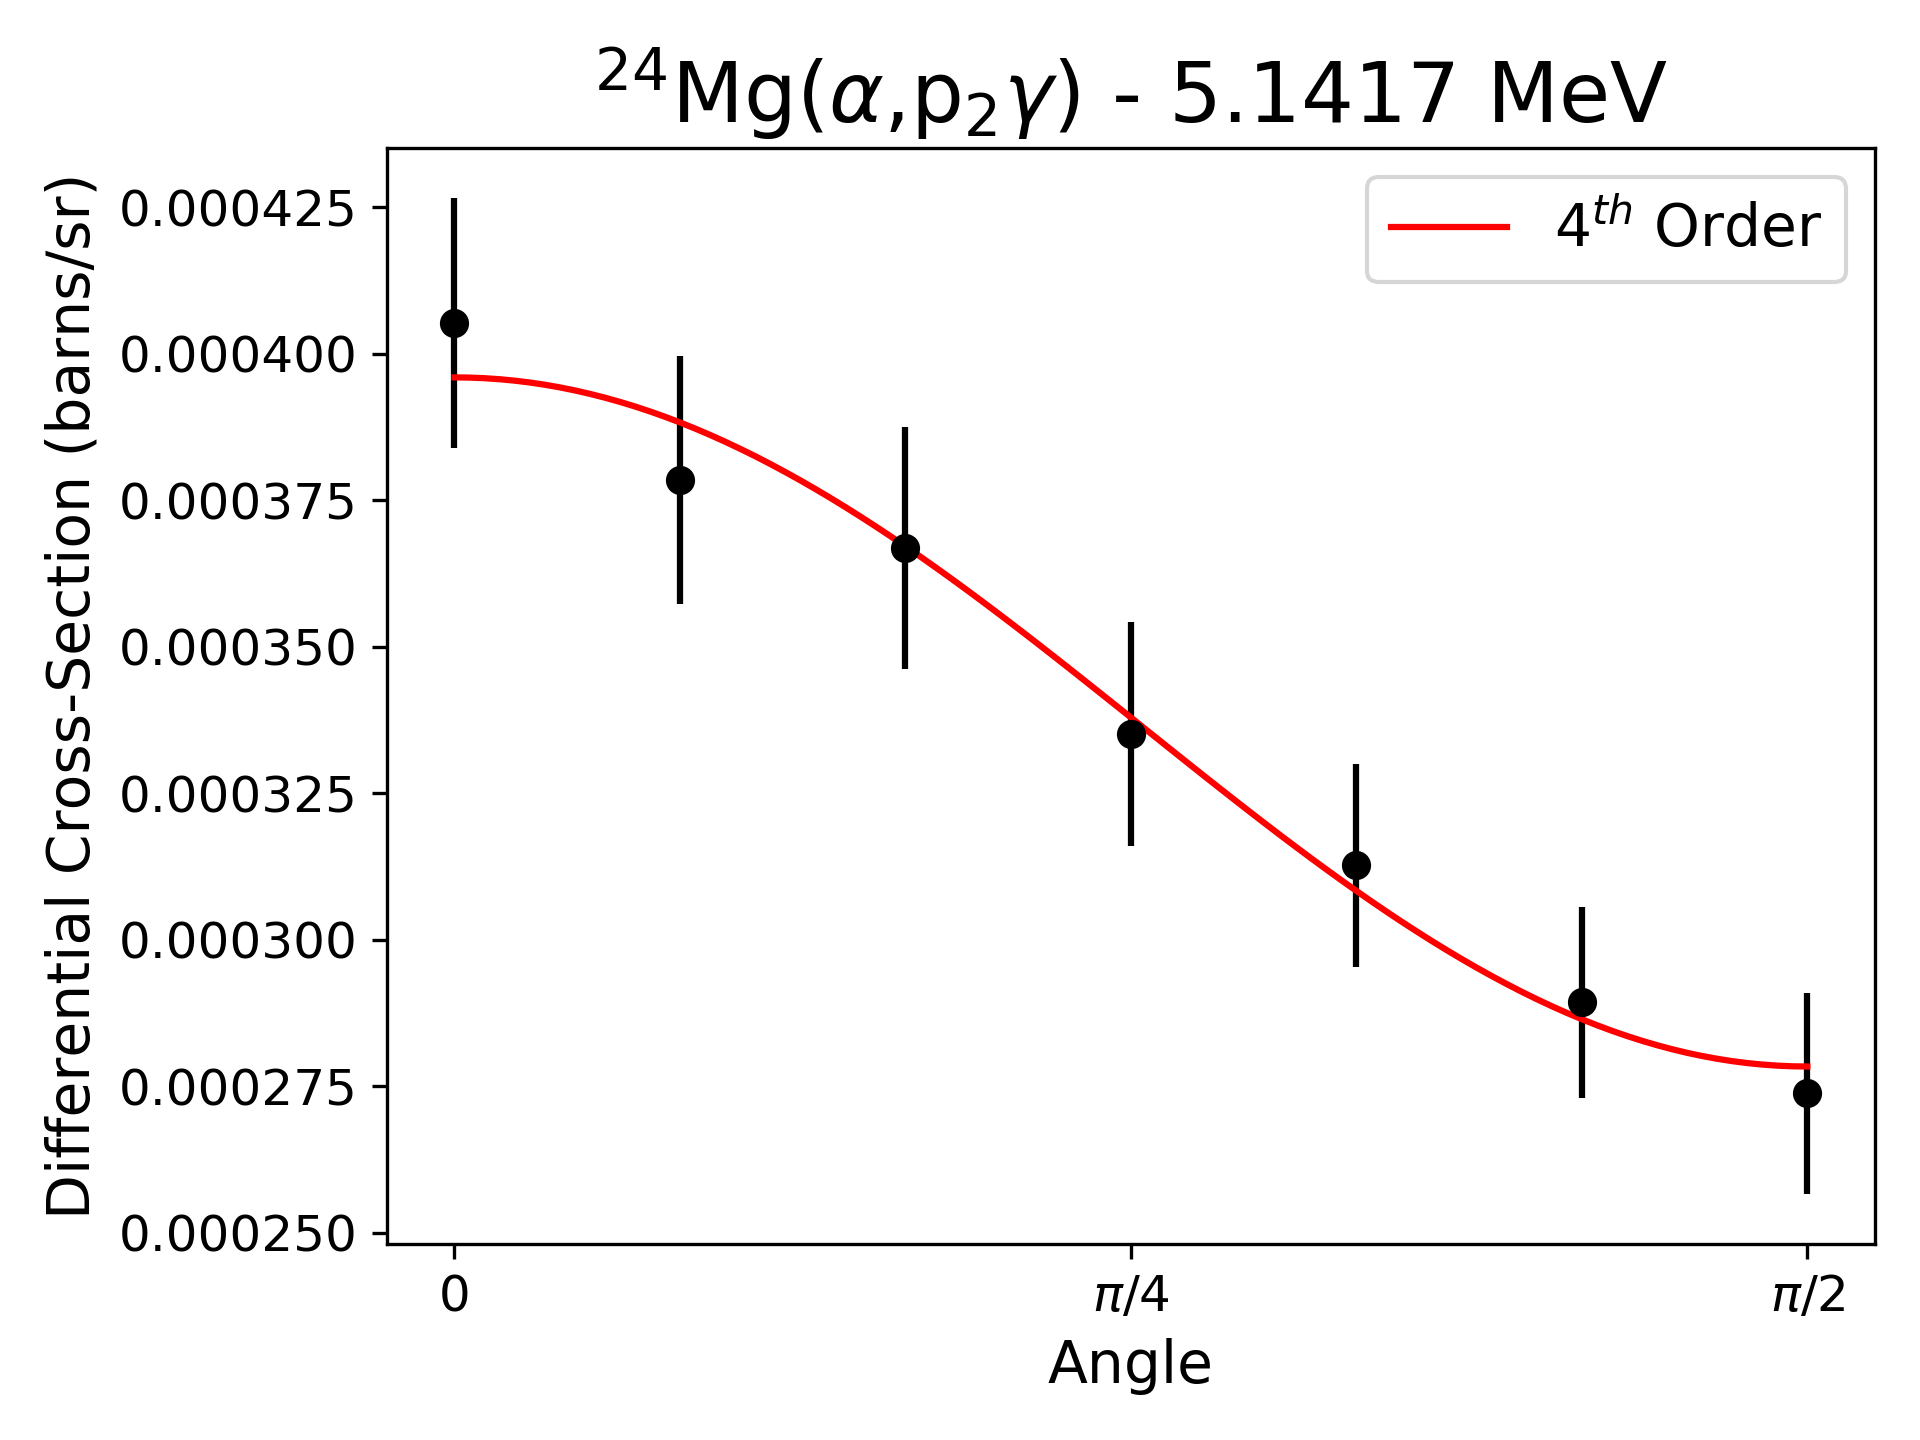 ²⁴Mg(α,p₂γ) - 5.1417 MeV
4ᵗʰ Order
Differential Cross-Section (barns/sr)
0.000425
0.000400
0.000375
0.000350
0.000325
0.000300
0.000275
0.000250
0 π/4 π/2
Angle